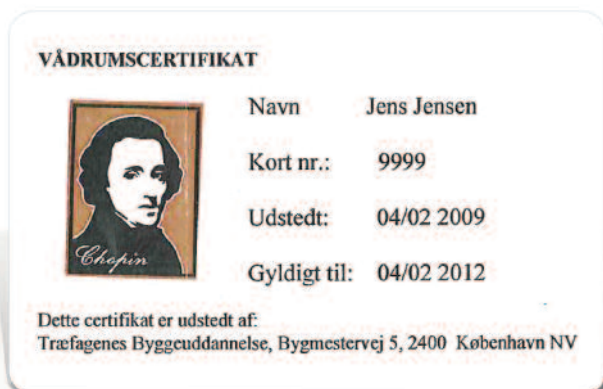 VÅDRUMSCERTIFIKAT
Navn Jens Jensen
Kort nr.: 9999
Udstedt: 04/02 2009
Chopin
Gyldigt til: 04/02 2012
Dette certifikat er udstedt af:
Træfagenes Byggeuddannelse, Bygmestervej 5, 2400 København NV